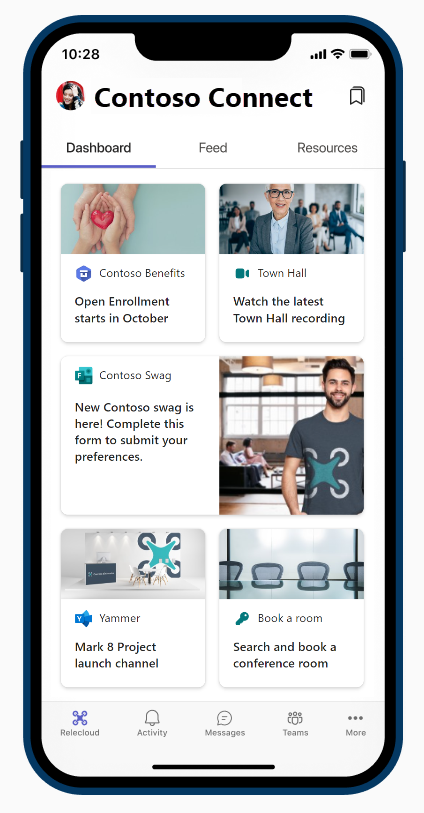 10:28
Contoso Connect
Dashboard Feed Resources
Contoso Benefits
Open Enrollment
starts in October
Town Hall
Watch the latest
Town Hall recording
Contoso Swag
New Contoso swag is
here! Complete this
form to submit your
preferences.
Yammer
Mark 8 Project
launch channel
Book a room
Search and book a
conference room
Relecloud Activity Messages Teams More